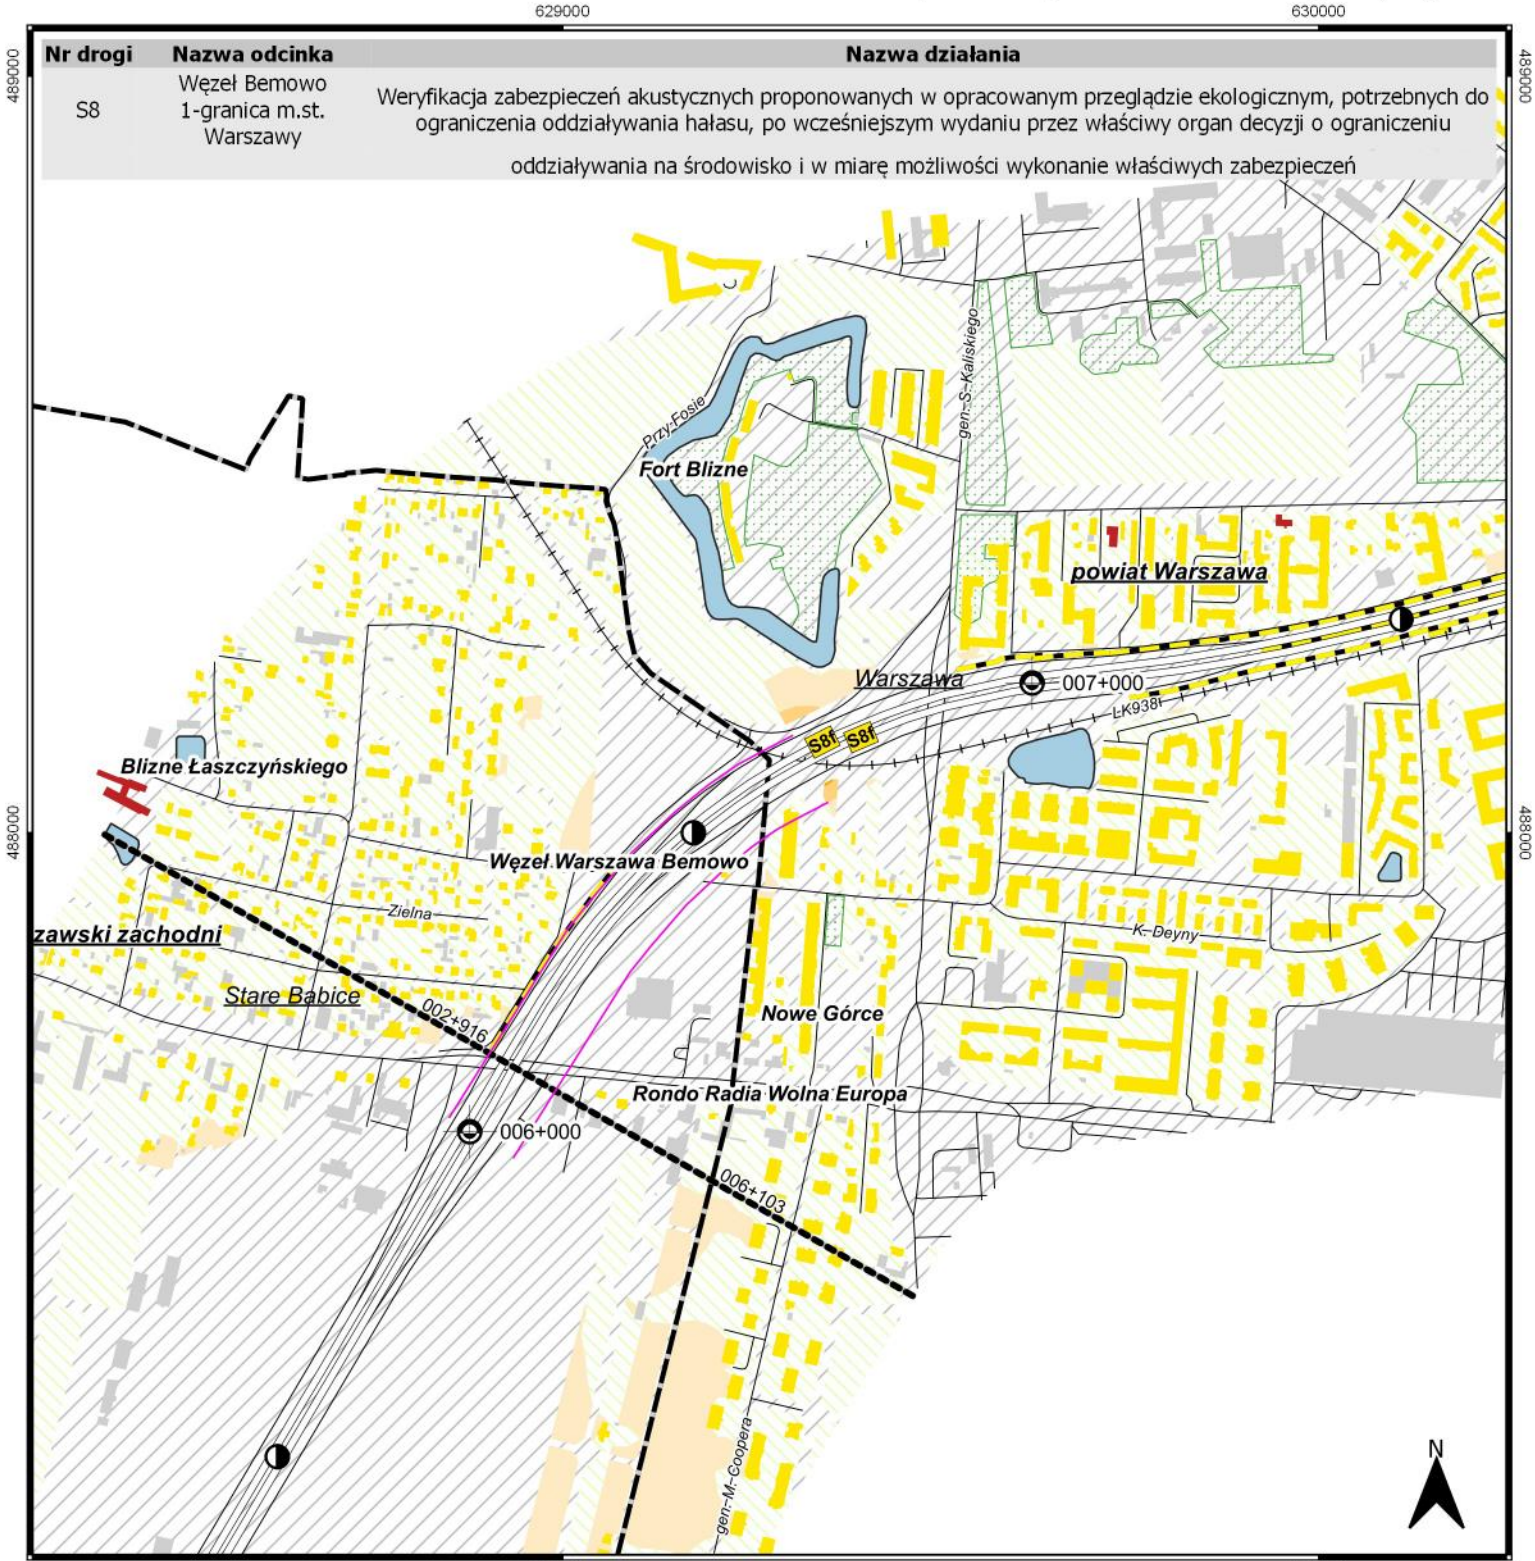 629000
630000
489000
489000
Nr drogi
Nazwa odcinka
Nazwa działania
S8
Węzeł Bemowo
1-granica m.st.
Warszawy
Weryfikacja zabezpieczeń akustycznych proponowanych w opracowanym przeglądzie ekologicznym, potrzebnych do
ograniczenia oddziaływania hałasu, po wcześniejszym wydaniu przez właściwy organ decyzji o ograniczeniu
oddziaływania na środowisko i w miarę możliwości wykonanie właściwych zabezpieczeń
gen. S. Kaliskiego
Przy Fosie
Fort Blizne
powiat Warszawa
Warszawa
007+000
LK938
S8f
S8f
Blizne Łaszczyńskiego
488000
488000
Węzeł Warszawa Bemowo
Zielna
K. Deyny
zawski zachodni
Stare Babice
002+916
Nowe Górce
Rondo Radia Wolna Europa
006+000
006+103
gen. M. Coopera
N